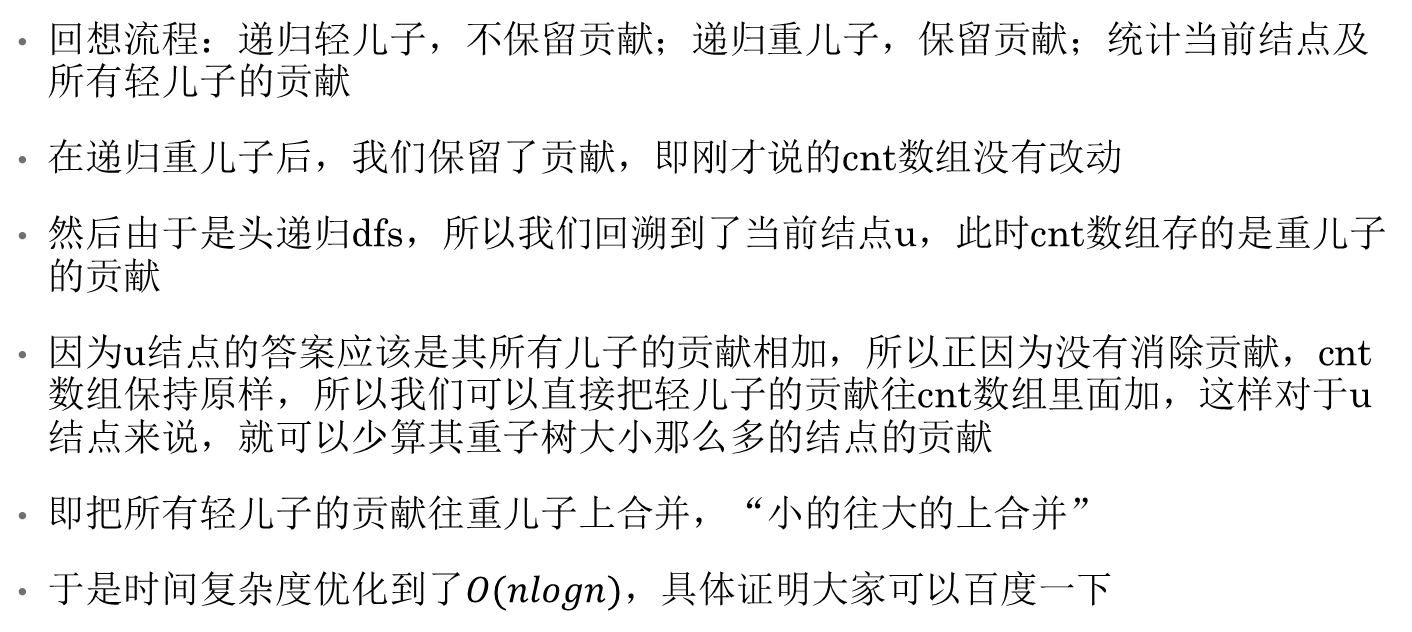 • 回想流程：递归轻儿子，不保留贡献；递归重儿子，保留贡献；统计当前结点及
所有轻儿子的贡献
• 在递归重儿子后，我们保留了贡献，即刚才说的cnt数组没有改动
• 然后由于是头递归dfs，所以我们回溯到了当前结点u，此时cnt数组存的是重儿子
的贡献
• 因为u结点的答案应该是其所有儿子的贡献相加，所以正因为没有消除贡献，cnt
数组保持原样，所以我们可以直接把轻儿子的贡献往cnt数组里面加，这样对于u
结点来说，就可以少算其重子树大小那么多的结点的贡献
• 即把所有轻儿子的贡献往重儿子上合并，“小的往大的上合并”
• 于是时间复杂度优化到了O(nlogn)，具体证明大家可以百度一下